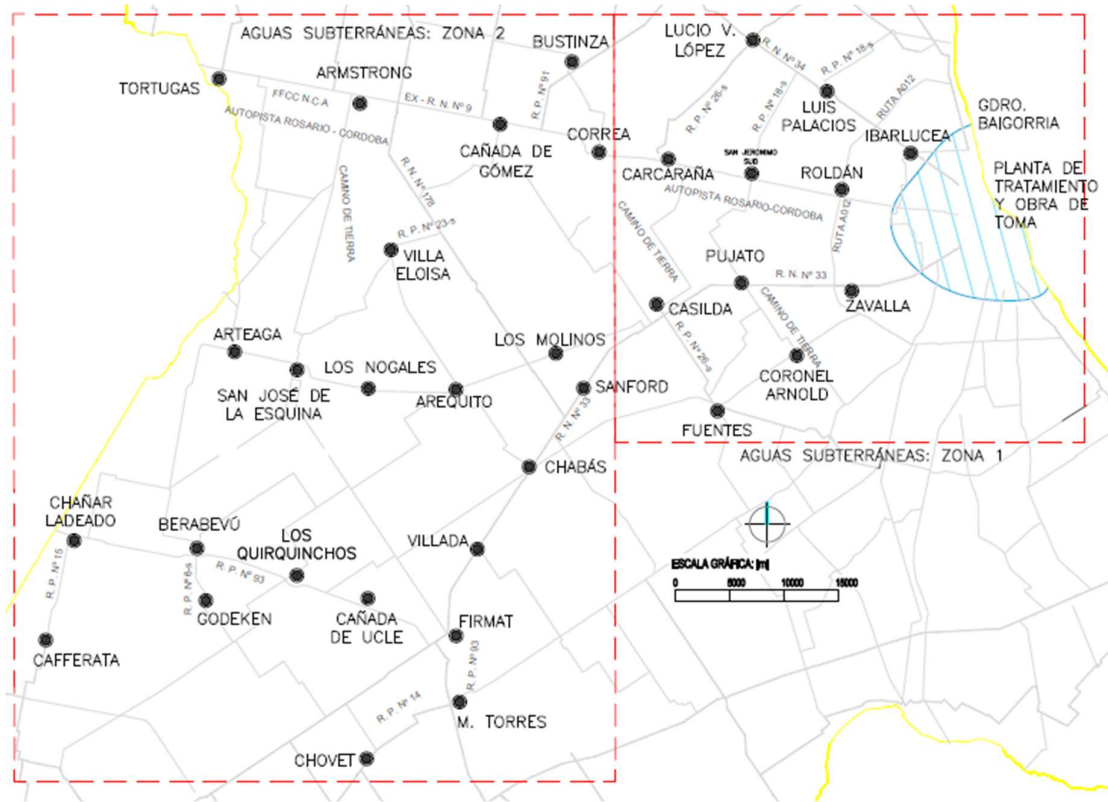 AGUAS SUBTERRÁNEAS: ZONA 2
BUSTINZA
LUCIO V.
LÓPEZ
R. N. Nº 34
R. P. Nº 18-s
TORTUGAS
ARMSTRONG
FFCC N.C.A
EX - R. N. Nº 9
R. P. Nº 91
R. P. Nº 26-s
R. P. Nº 18-s
LUIS
PALACIOS
RUTA A012
GDRO.
BAIGORRIA
AUTOPISTA ROSARIO - CORDOBA
CAÑADA DE
GÓMEZ
CORREA
CARCARAÑA
SAN JERONIMO
SUD
IBARLUCEA
ROLDÁN
PLANTA DE
TRATAMIENTO
Y OBRA DE
TOMA
R. N. Nº 178
AUTOPISTA ROSARIO-CORDOBA
CAMINO DE TIERRA
R. P. Nº 23-s
CAMINO DE TIERRA
RUTA A012
VILLA
ELOISA
PUJATO
R. N. Nº 33
CASILDA
CAMINO DE TIERRA
ZAVALLA
ARTEAGA
LOS MOLINOS
R. P. Nº 26-s
LOS NOGALES
SAN JOSÉ DE
LA ESQUINA
AREQUITO
SANFORD
CORONEL
ARNOLD
R. N. Nº 33
FUENTES
AGUAS SUBTERRÁNEAS: ZONA 1
CHABÁS
CHAÑAR
LADEADO
BERABEVÚ
LOS
QUIRQUINCHOS
VILLADA
ESCALA GRÁFICA: [m]
0 5000 10000 15000
R. P. Nº 15
R. P. Nº 6-s
R. P. Nº 93
GODEKEN
CAÑADA
DE UCLE
FIRMAT
CAFFERATA
R. P. Nº 93
R. P. Nº 14
M. TORRES
CHOVET